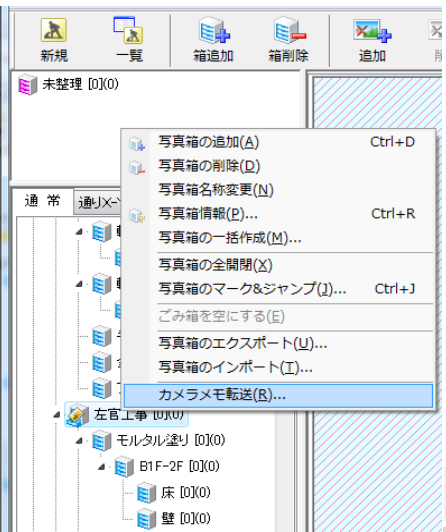 新規 一覧 箱追加 箱削除 追加
未整理 [0](0)
写真箱の追加(A) Ctrl+D
写真箱の削除(D)
写真箱名称変更(N)
写真箱情報(P)... Ctrl+R
写真箱の一括作成(M)...
写真箱の全開閉(X)
写真箱のマーク&ジャンプ(J)... Ctrl+J
ごみ箱を空にする(E)
写真箱のエクスポート(U)...
写真箱のインポート(T)...
カメラメモ転送(R)...
通 常 通りX-
左官工事 [0](0)
モルタル塗り [0](0)
B1F-2F [0](0)
床 [0](0)
壁 [0](0)